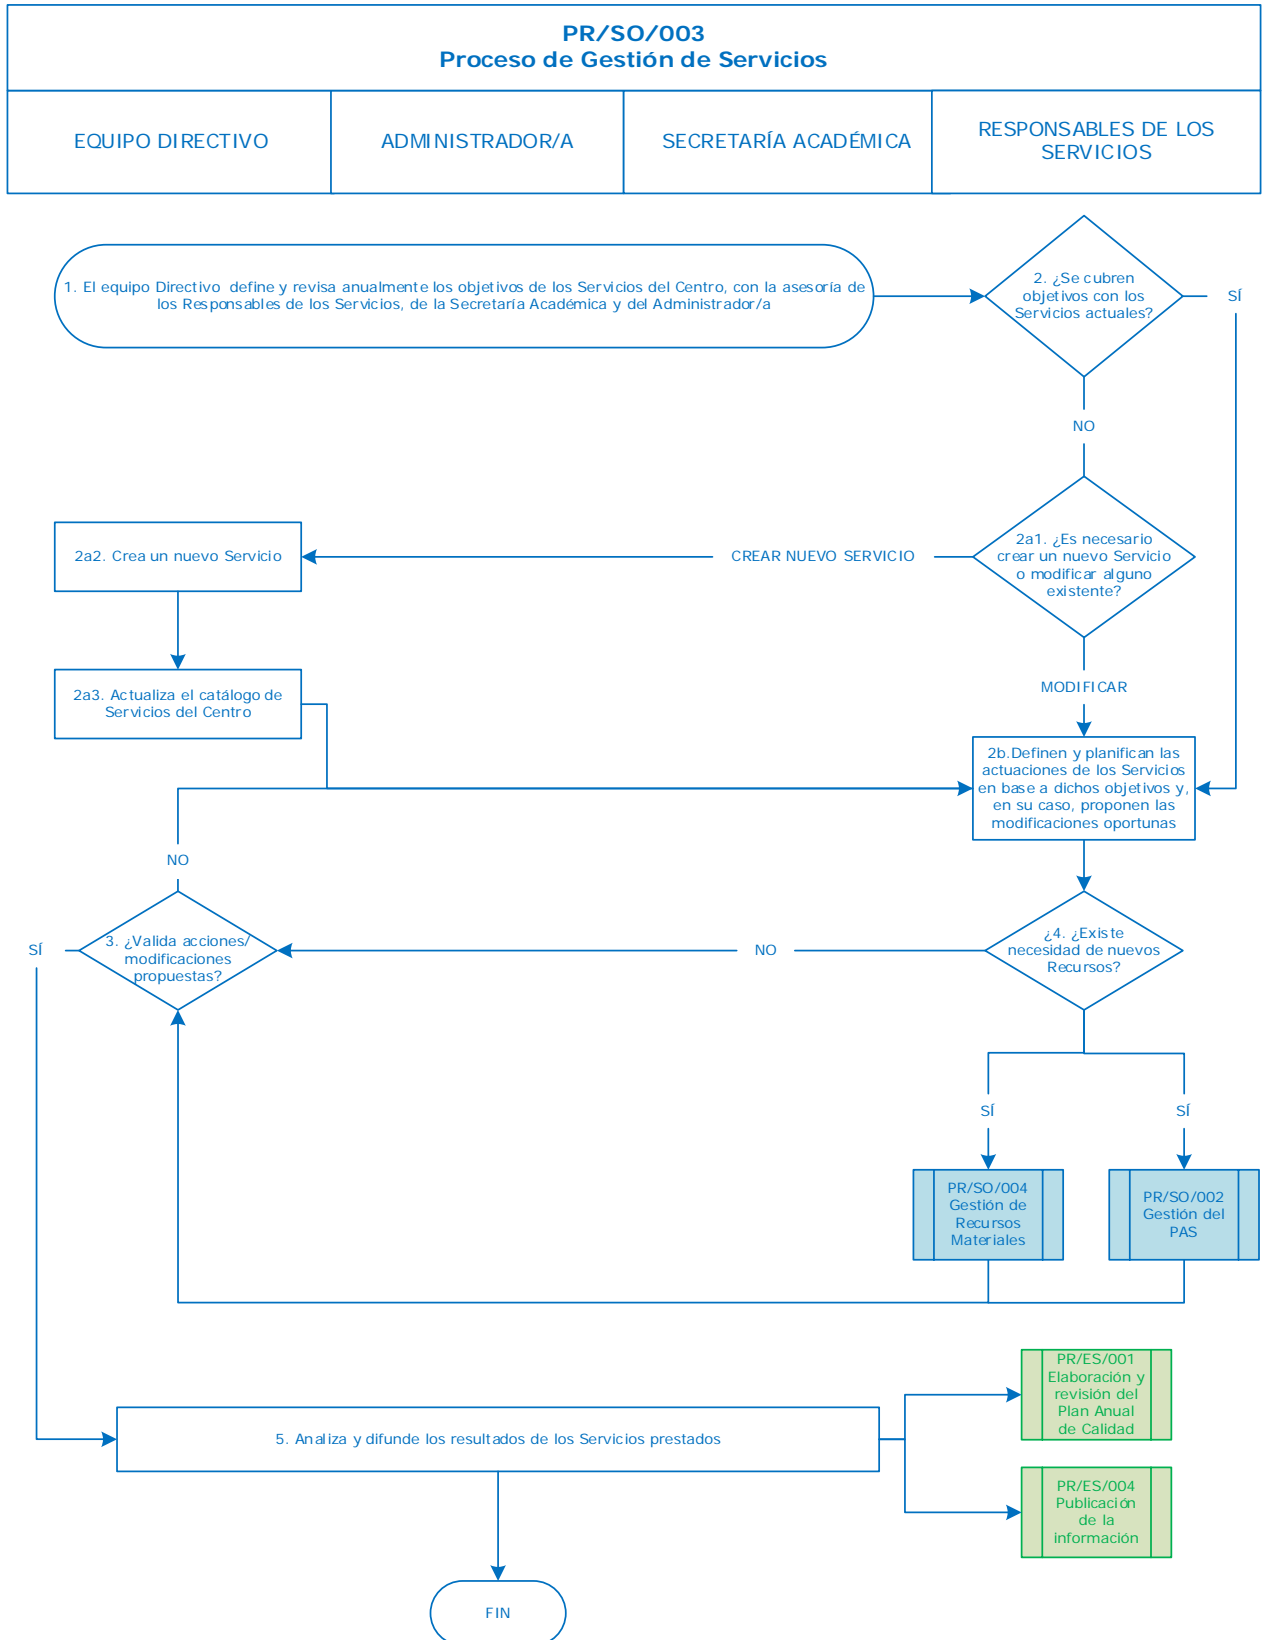 PR/SO/003
Proceso de Gestión de Servicios
EQUIPO DIRECTIVO
ADMINISTRADOR/A
SECRETARÍA ACADÉMICA
RESPONSABLES DE LOS
SERVICIOS
1. El equipo Directivo define y revisa anualmente los objetivos de los Servicios del Centro, con la asesoría de
los Responsables de los Servicios, de la Secretaría Académica y del Administrador/a
2. ¿Se cubren
objetivos con los
Servicios actuales?
SÍ
NO
2a1. ¿Es necesario
crear un nuevo Servicio
o modificar alguno
existente?
CREAR NUEVO SERVICIO
2a2. Crea un nuevo Servicio
2a3. Actualiza el catálogo de
Servicios del Centro
MODIFICAR
2b.Definen y planifican las
actuaciones de los Servicios
en base a dichos objetivos y,
en su caso, proponen las
modificaciones oportunas
NO
SÍ
3. ¿Valida acciones/
modificaciones
propuestas?
NO
¿4. ¿Existe
necesidad de nuevos
Recursos?
SÍ
SÍ
PR/SO/004
Gestión de
Recursos
Materiales
PR/SO/002
Gestión del
PAS
PR/ES/001
Elaboración y
revisión del
Plan Anual
de Calidad
5. Analiza y difunde los resultados de los Servicios prestados
PR/ES/004
Publicación
de la
información
FIN